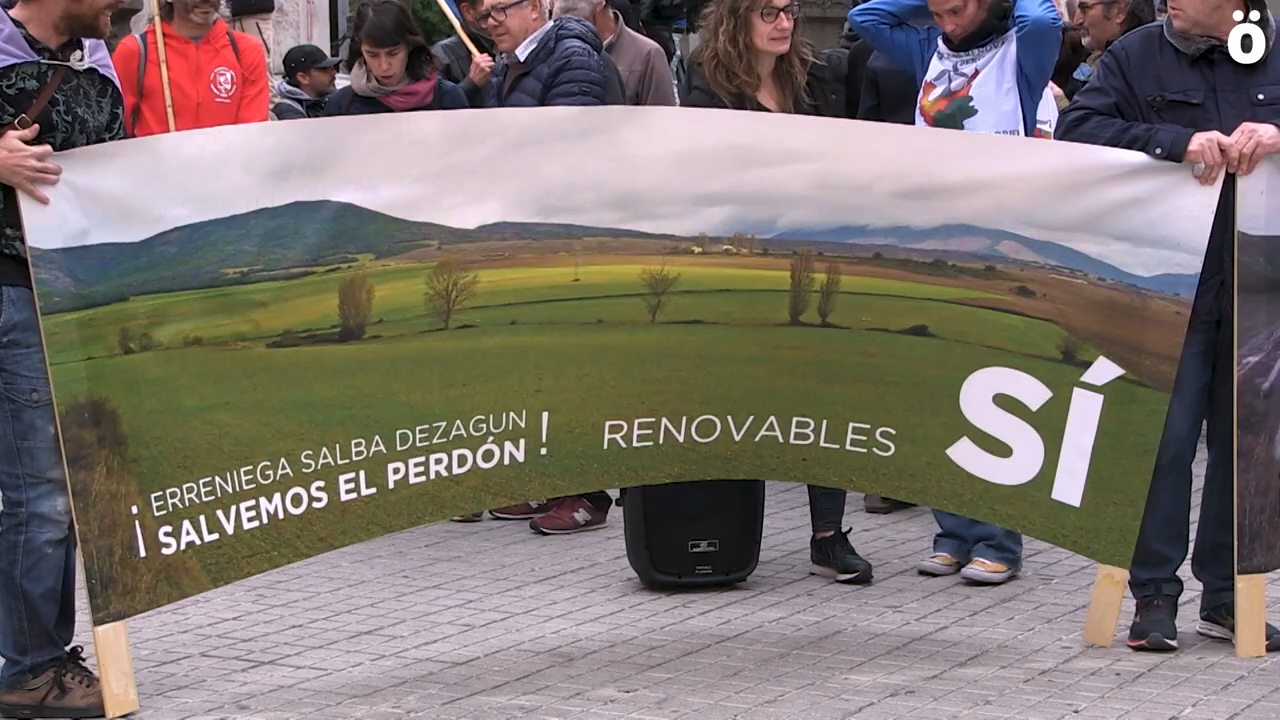 ö
¡ ERRENIEGA SALBA DEZAGUN !
SALVEMOS EL PERDÓN
RENOVABLES
SÍ